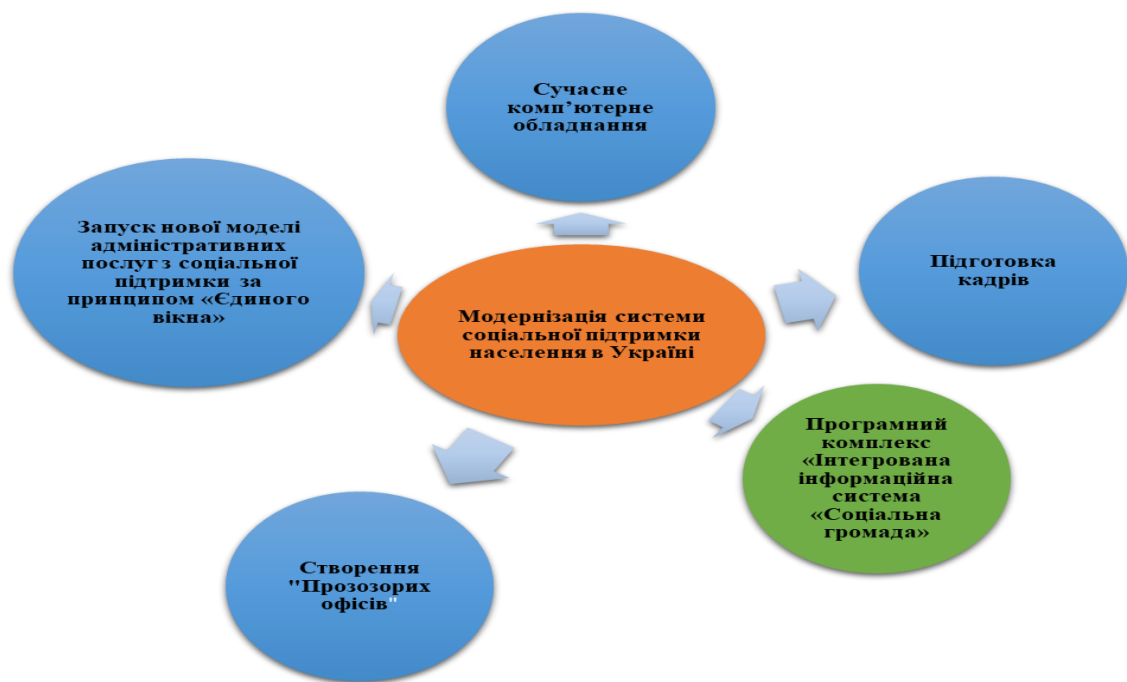 Сучасне
комп’ютерне
обладнання
Запуск нової моделі
адміністративних
послуг з соціальної
підтримки за
принципом «Єдиного
вікна»
Підготовка
кадрів
Модернізація системи
соціальної підтримки
населення в Україні
Програмний
комплекс
«Інтегрована
інформаційна
система
«Соціальна
громада»
Створення
"Прозозорих
офісів"